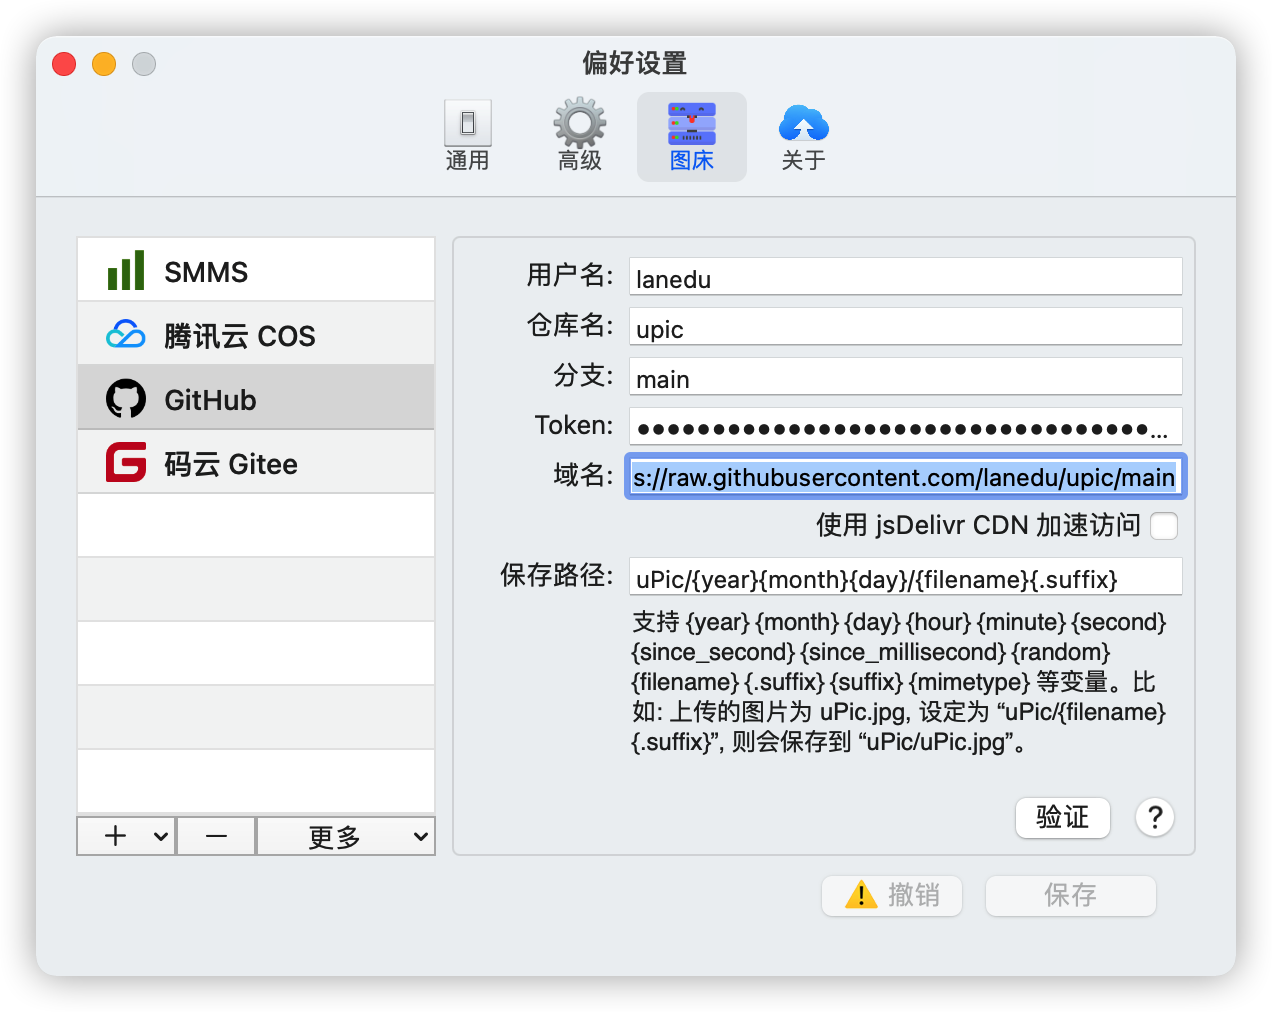 偏好设置
通用
高级
图床
关于
SMMS
腾讯云 COS
GitHub
码云 Gitee
更多
用户名:
lanedu
仓库名:
upic
分支:
main
Token:
●●●●●●●●●●●●●●●●●●●●●●●●●●●●●●●●●●...
域名:
s://raw.githubusercontent.com/lanedu/upic/main
使用 jsDelivr CDN 加速访问
保存路径:
uPic/{year}{month}{day}/{filename}{.suffix}
支持 {year} {month} {day} {hour} {minute} {second}
{since_second} {since_millisecond} {random}
{filename} {.suffix} {suffix} {mimetype} 等变量。比
如: 上传的图片为 uPic.jpg, 设定为 “uPic/{filename}
{.suffix}”, 则会保存到 “uPic/uPic.jpg”。
验证
?
撤销
保存